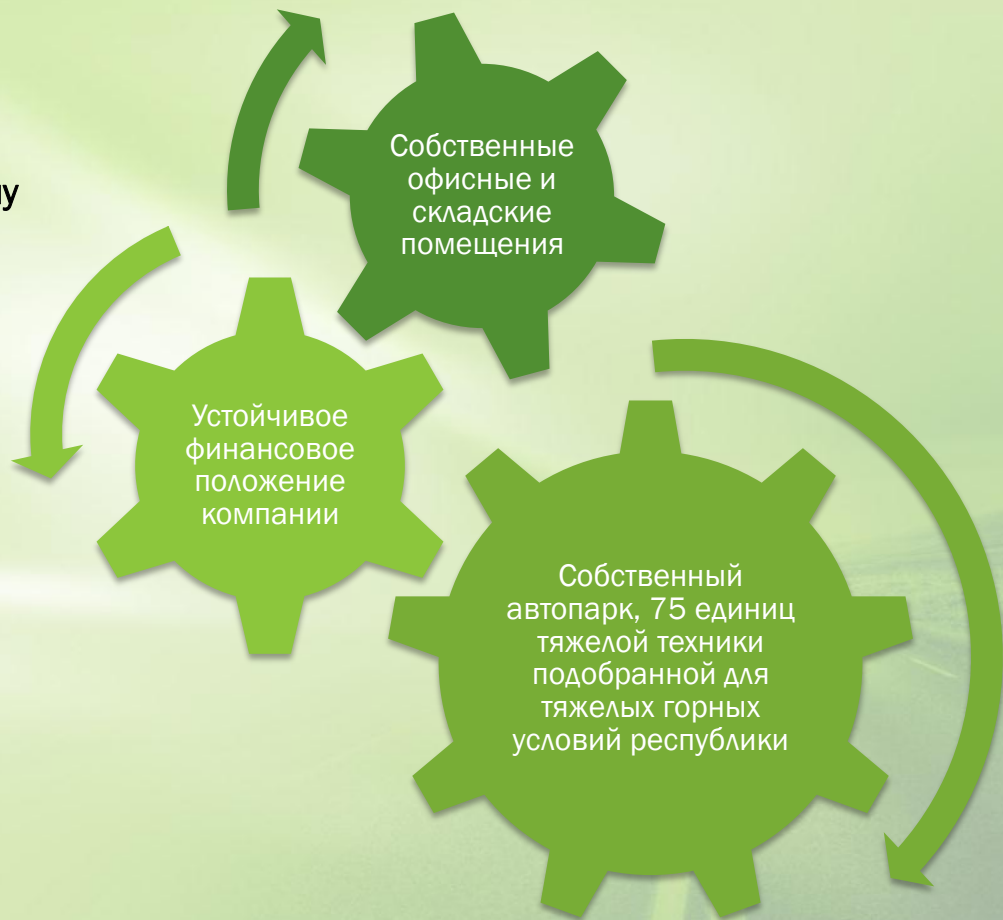 Собственные
офисные и
складские
помещения
Устойчивое
финансовое
положение
компании
Собственный
автопарк, 75 единиц
тяжелой техники
подобранной для
тяжелых горных
условий республики